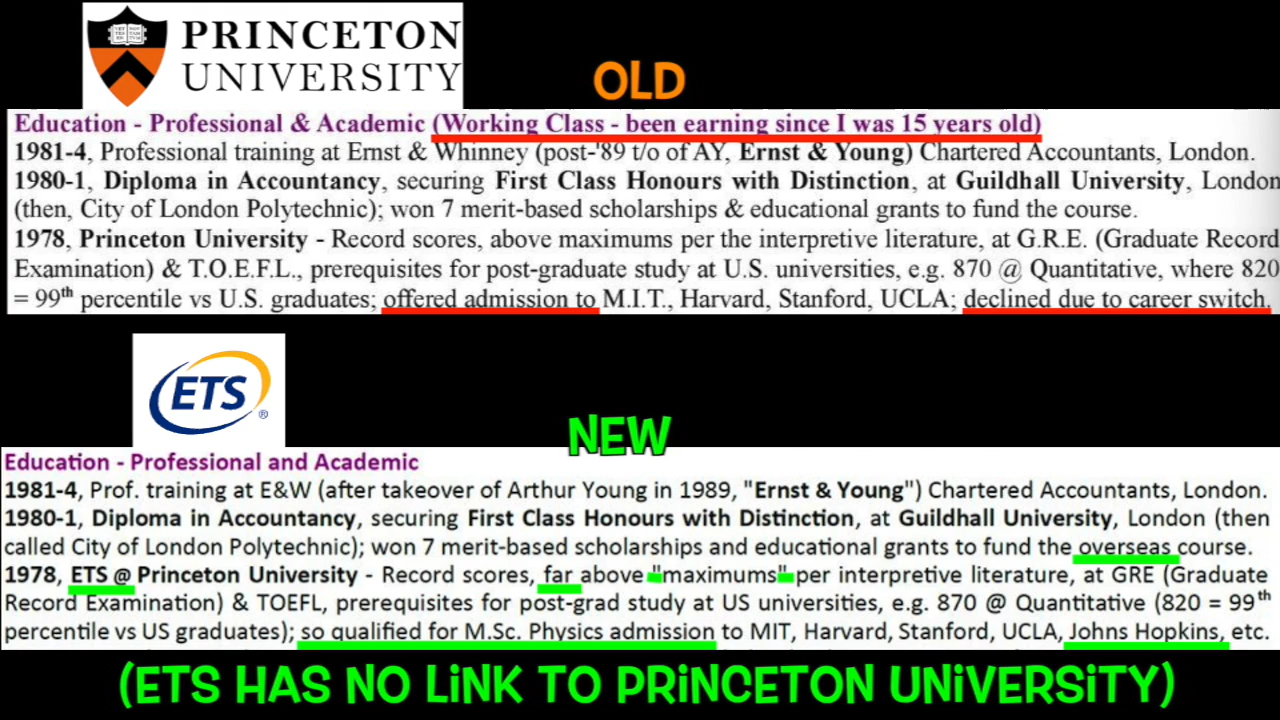 PRINCETON
UNIVERSITY
OLD
Education - Professional & Academic (Working Class - been earning since I was 15 years old)
1981-4, Professional training at Ernst & Whinney (post-'89 t/o of AY, Ernst & Young) Chartered Accountants, London.
1980-1, Diploma in Accountancy, securing First Class Honours with Distinction, at Guildhall University, London
(then, City of London Polytechnic); won 7 merit-based scholarships & educational grants to fund the course.
1978, Princeton University - Record scores, above maximums per the interpretive literature, at G.R.E. (Graduate Record
Examination) & T.O.E.F.L., prerequisites for post-graduate study at U.S. universities, e.g. 870 @ Quantitative, where 820
= 99th percentile vs U.S. graduates; offered admission to M.I.T., Harvard, Stanford, UCLA; declined due to career switch.
ETS®
NEW
Education - Professional and Academic
1981-4, Prof. training at E&W (after takeover of Arthur Young in 1989, "Ernst & Young") Chartered Accountants, London.
1980-1, Diploma in Accountancy, securing First Class Honours with Distinction, at Guildhall University, London (then
called City of London Polytechnic); won 7 merit-based scholarships and educational grants to fund the overseas course.
1978, ETS @ Princeton University - Record scores, far above "maximums" per interpretive literature, at GRE (Graduate
Record Examination) & TOEFL, prerequisites for post-grad study at US universities, e.g. 870 @ Quantitative (820 = 99th
percentile vs US graduates); so qualified for M.Sc. Physics admission to MIT, Harvard, Stanford, UCLA, Johns Hopkins, etc.
(ETS HAS NO LINK TO PRINCETON UNIVERSITY)